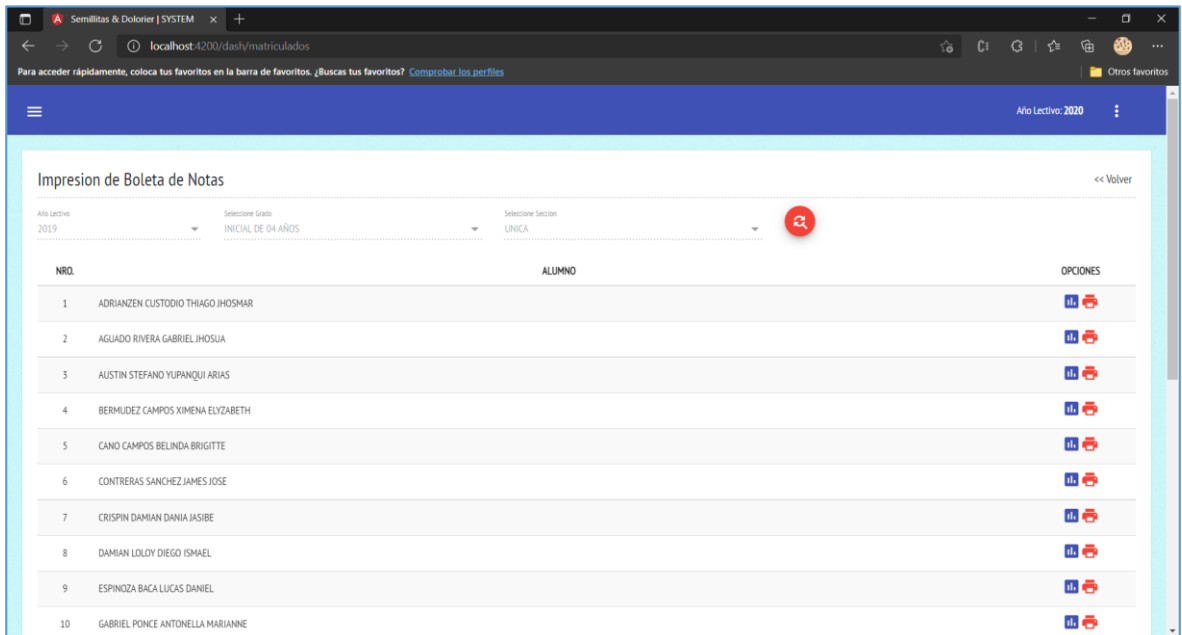 Semillitas & Dolorier | SYSTEM
localhost:4200/dash/matriculados
Para acceder rápidamente, coloca tus favoritos en la barra de favoritos. ¿Buscas tus favoritos? Comprobar los perfiles
Otros favoritos
Año Lectivo: 2020
Impresion de Boleta de Notas
<< Volver
Año Lectivo Seleccione Grado Seleccione Seccion
2019 INICIAL DE 04 AÑOS UNICA
NRO. ALUMNO OPCIONES
1 ADRIANZEN CUSTODIO THIAGO JHOSMAR
2 AGUADO RIVERA GABRIEL JHOSUA
3 AUSTIN STEFANO YUPANQUI ARIAS
4 BERMUDEZ CAMPOS XIMENA ELYZABETH
5 CANO CAMPOS BELINDA BRIGITTE
6 CONTRERAS SANCHEZ JAMES JOSE
7 CRISPIN DAMIAN DANIA JASIBE
8 DAMIAN LOLOY DIEGO ISMAEL
9 ESPINOZA BACA LUCAS DANIEL
10 GABRIEL PONCE ANTONELLA MARIANNE